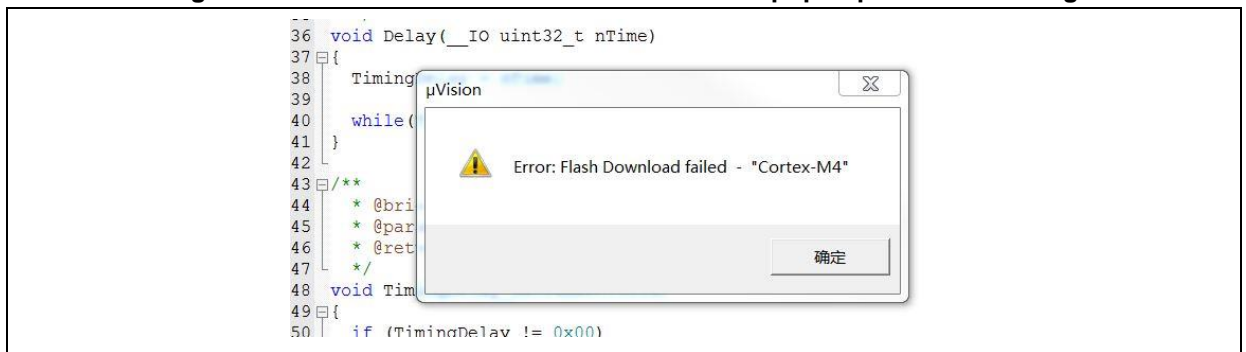 36 void Delay(__IO uint32_t nTime)
37 {
38 Timing
39
40 while(
41 }
42
43 /**
44 * @bri
45 * @par
46 * @ret
47 */
48 void Tim
49 {
50 if (TimingDelay != 0x00)
µVision
Error: Flash Download failed - "Cortex-M4"
确定